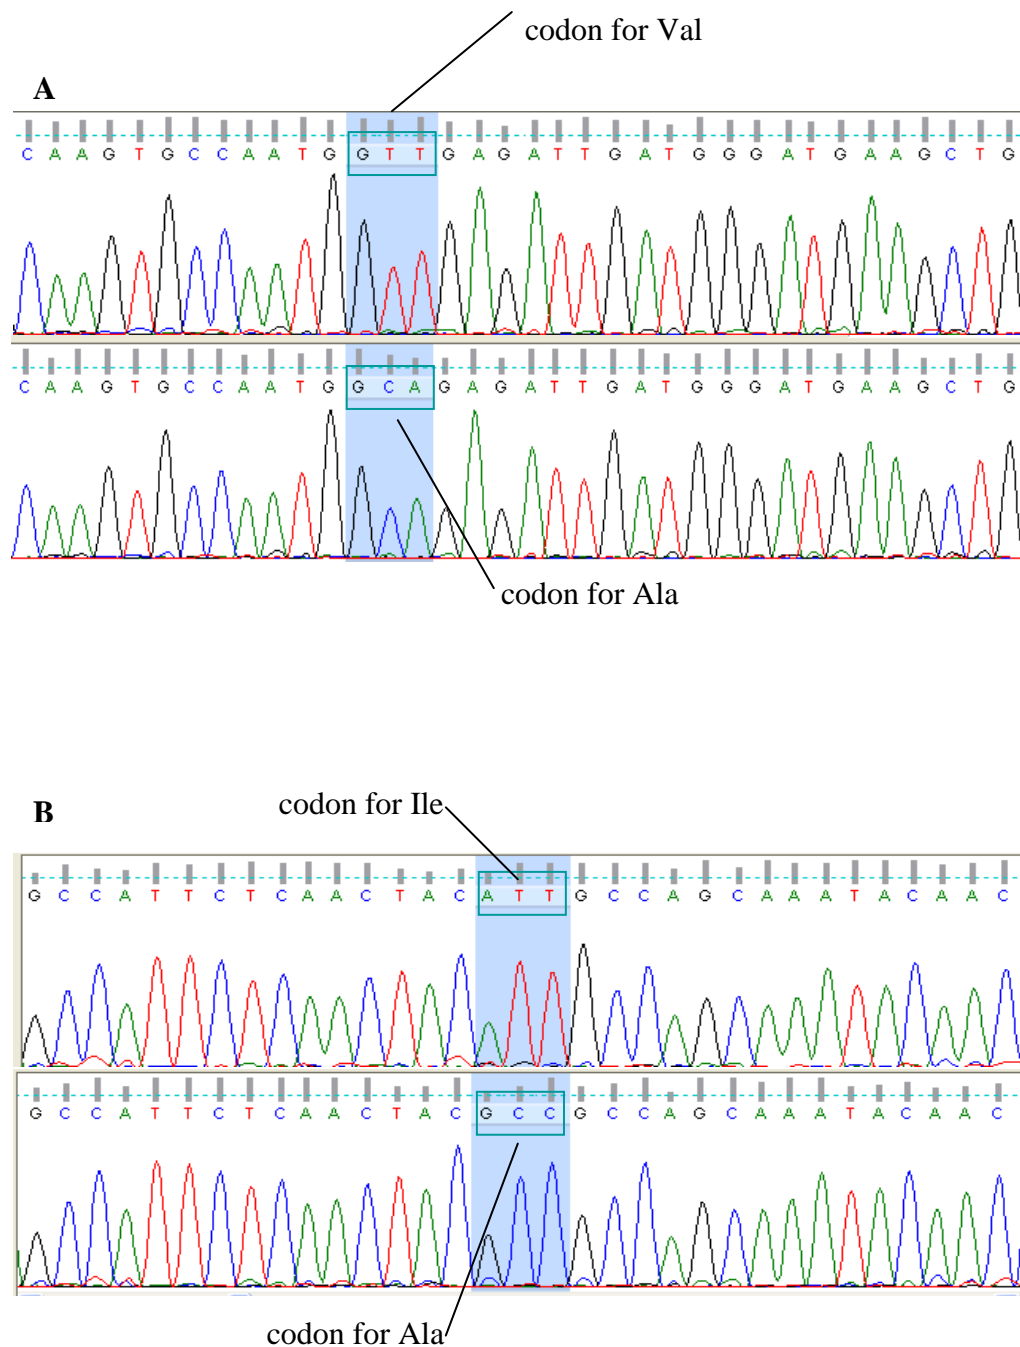 codon for Val
A
C A A G T G C C A A T G G T T G A G A T T G A T G G G A T G A A G C T G
C A A G T G C C A A T G G C A G A G A T T G A T G G G A T G A A G C T G
codon for Ala
codon for Ile
B
G C C A T T C T C A A C T A C A T T G C C A G C A A A T A C A A C
G C C A T T C T C A A C T A C G C C G C C A G C A A A T A C A A C
codon for Ala